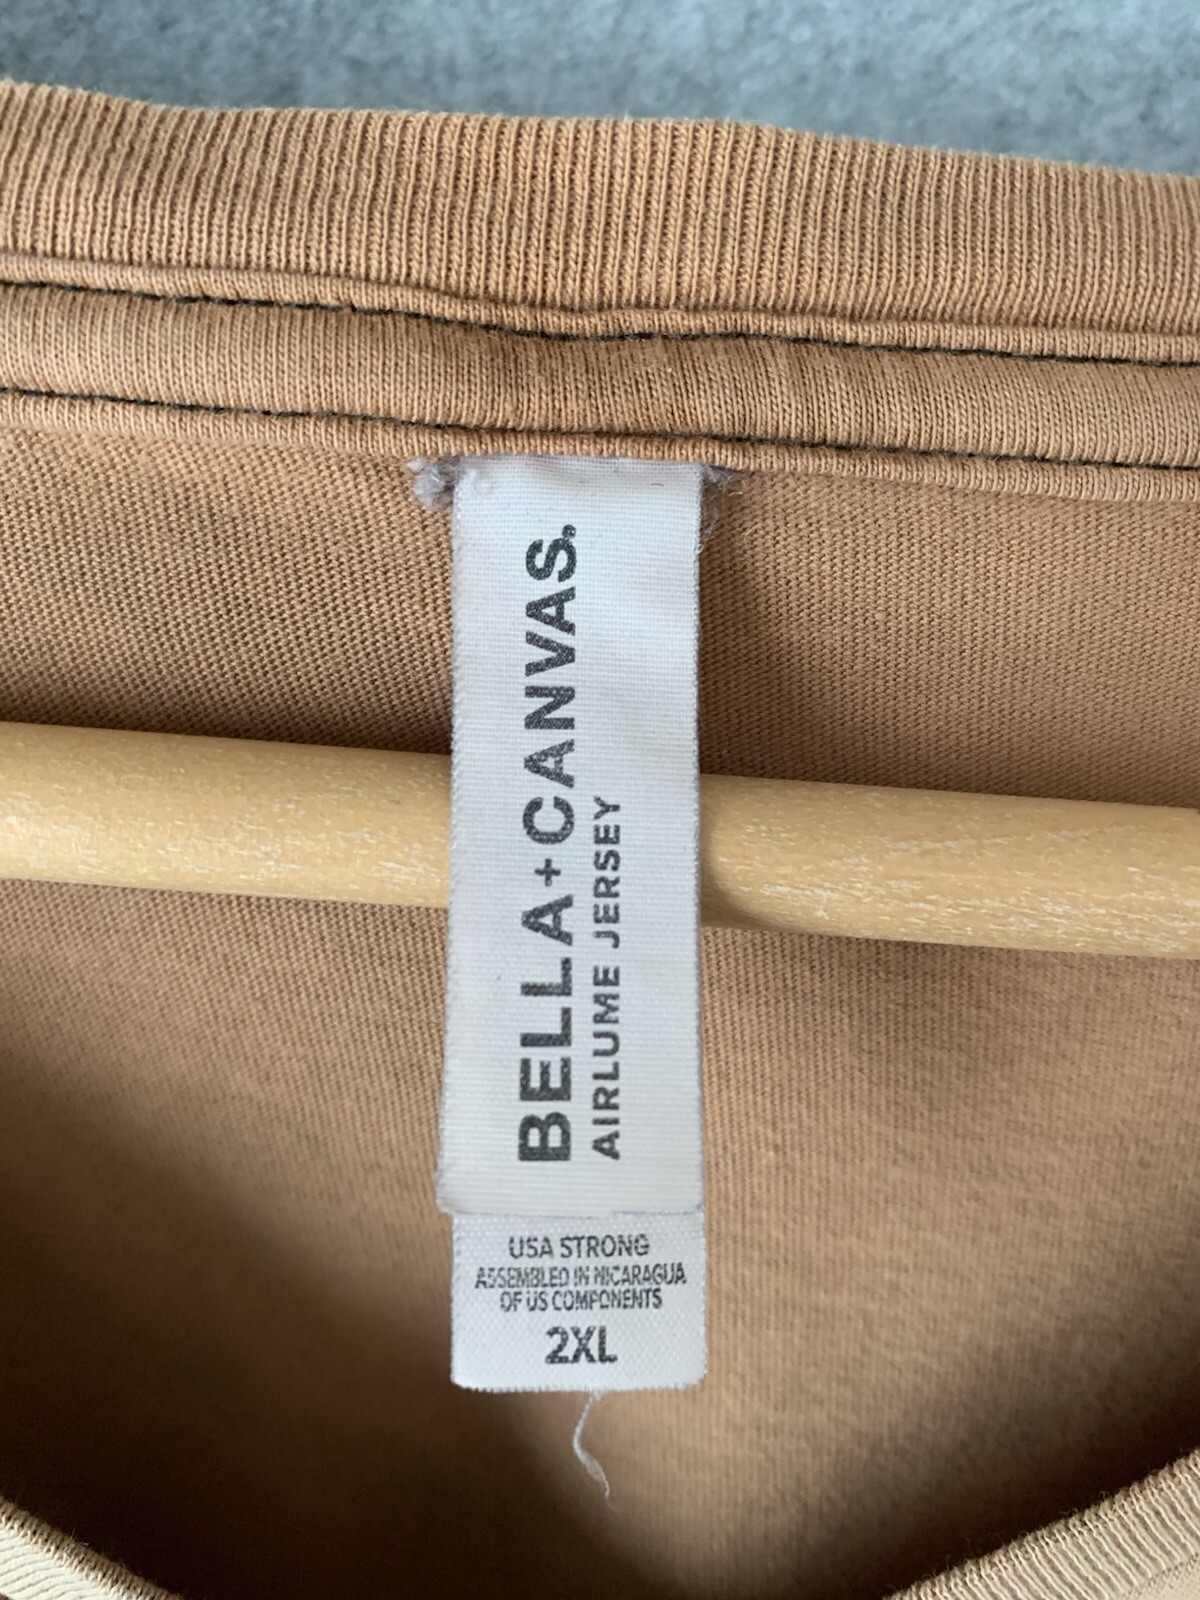 BELLA+CANVAS.
AIRLUME JERSEY
USA STRONG
ASSEMBLED IN NICARAGUA
OF US COMPONENTS
2XL